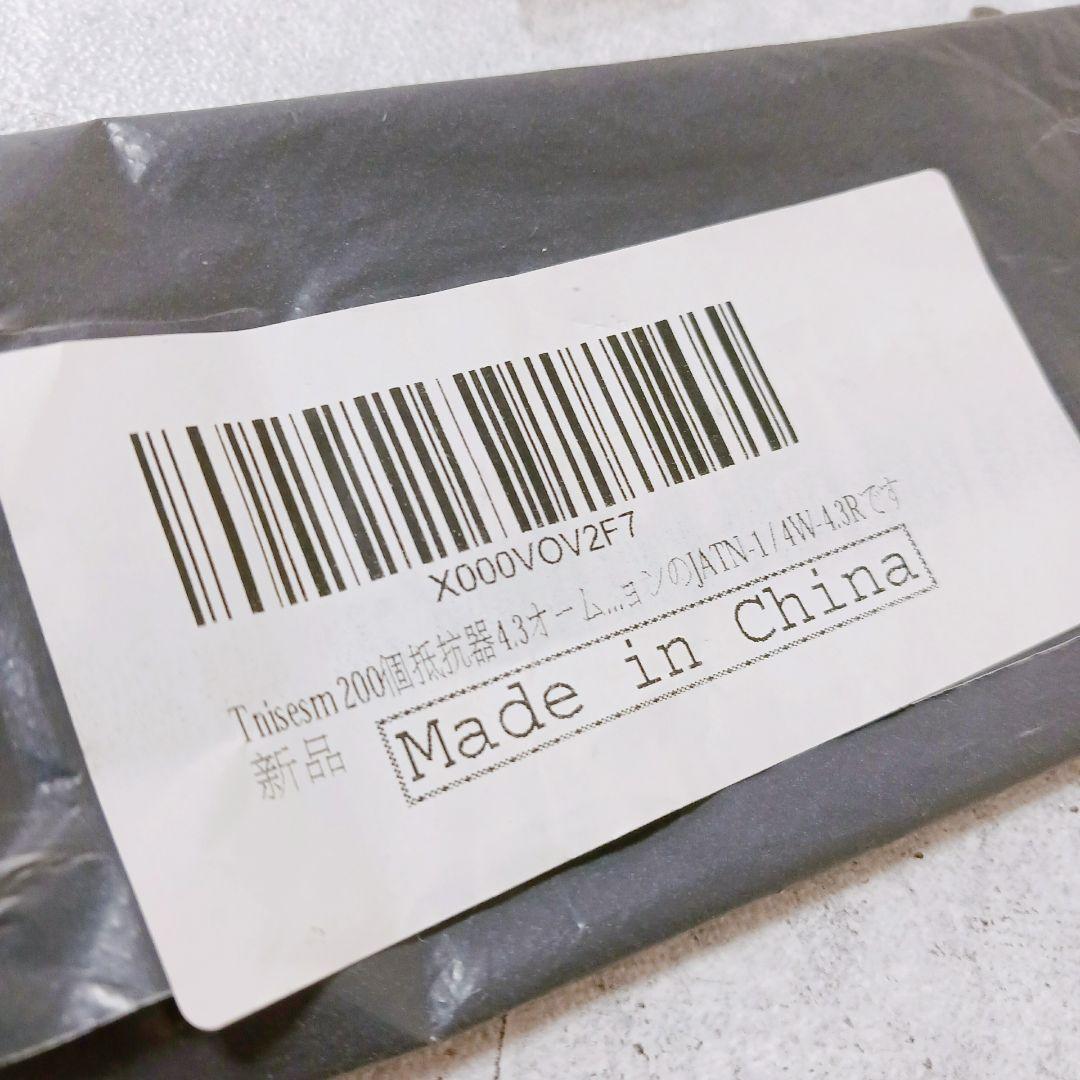 X000VOV2F7
Tnisesm 200個抵抗器4.3オーム...ョンのJATN-1/4W-4.3Rです
新品
Made in China